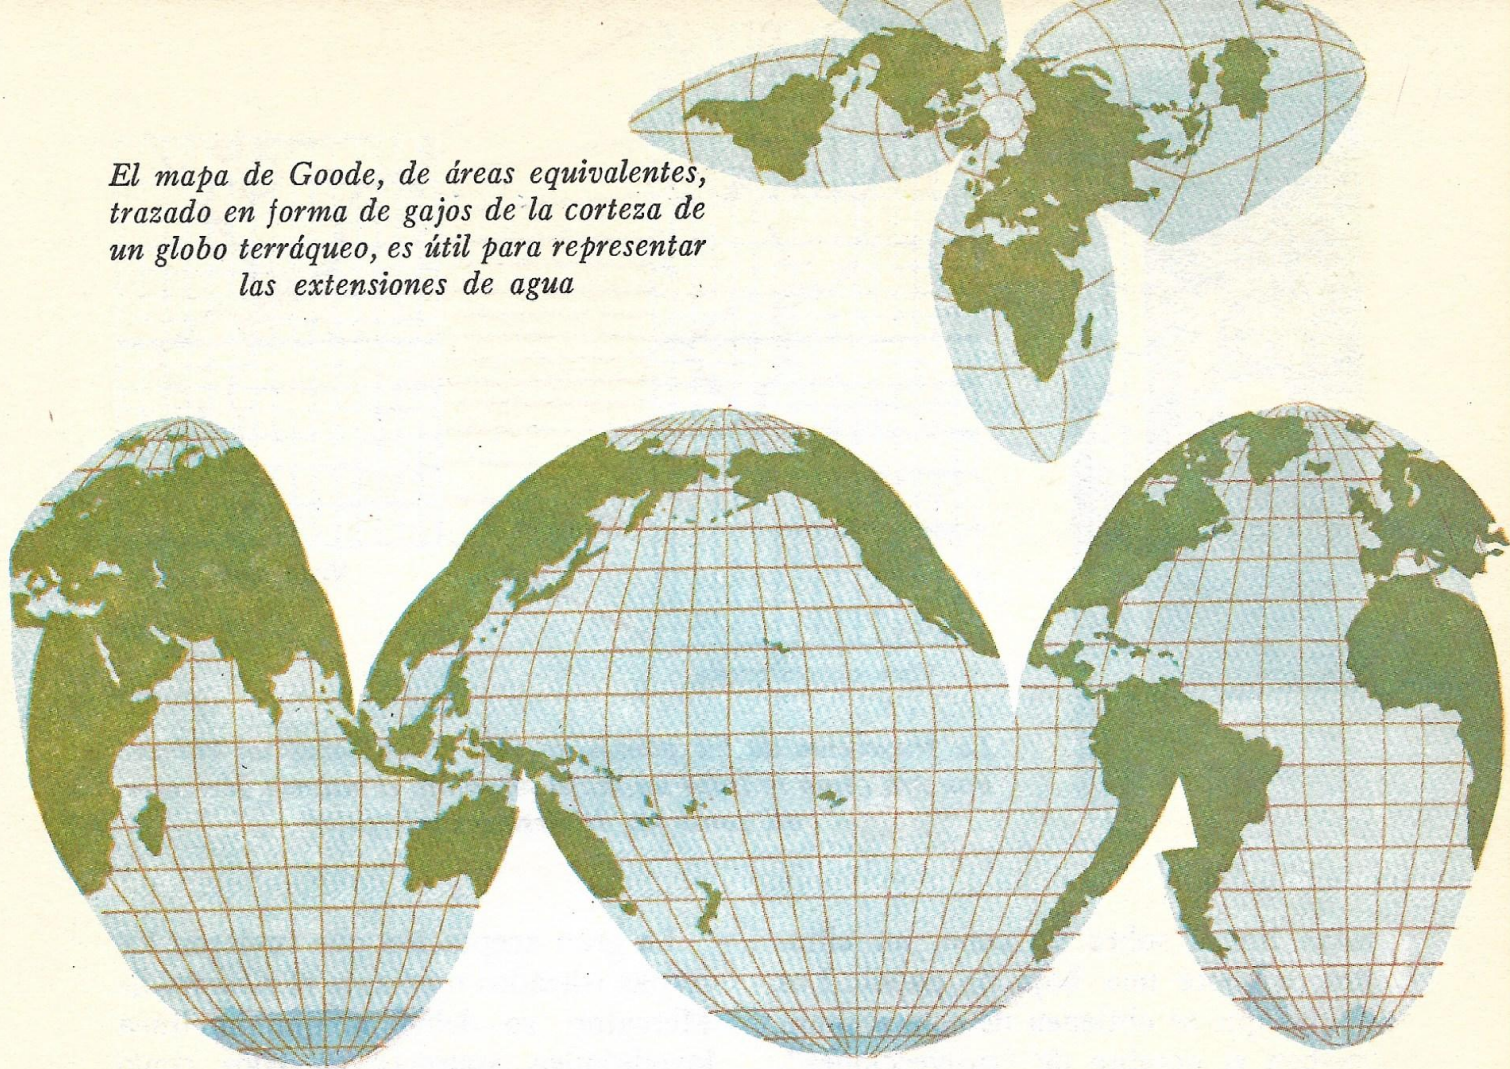 El mapa de Goode, de áreas equivalentes,
trazado en forma de gajos de la corteza de
un globo terráqueo, es útil para representar
las extensiones de agua